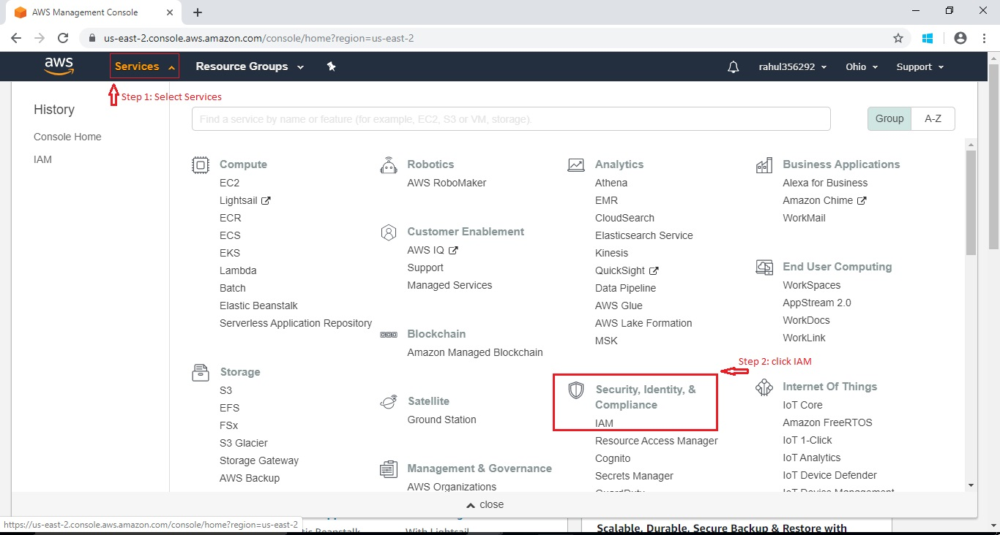 AWS Management Console
us-east-2.console.aws.amazon.com/console/home?region=us-east-2
aws
Services
Resource Groups
rahul356292
Ohio
Support
Step 1: Select Services
History
Console Home
IAM
Find a service by name or feature (for example, EC2, S3 or VM, storage).
Group
A-Z
Compute
EC2
Lightsail
ECR
ECS
EKS
Lambda
Batch
Elastic Beanstalk
Serverless Application Repository
Storage
S3
EFS
FSx
S3 Glacier
Storage Gateway
AWS Backup
Robotics
AWS RoboMaker
Customer Enablement
AWS IQ
Support
Managed Services
Blockchain
Amazon Managed Blockchain
Satellite
Ground Station
Management & Governance
AWS Organizations
Analytics
Athena
EMR
CloudSearch
Elasticsearch Service
Kinesis
QuickSight
Data Pipeline
AWS Glue
AWS Lake Formation
MSK
Step 2: click IAM
Security, Identity, &
Compliance
IAM
Resource Access Manager
Cognito
Secrets Manager
GuardDuty
Business Applications
Alexa for Business
Amazon Chime
WorkMail
End User Computing
WorkSpaces
AppStream 2.0
WorkDocs
WorkLink
Internet Of Things
IoT Core
Amazon FreeRTOS
IoT 1-Click
IoT Analytics
IoT Device Defender
IoT Device Management
close
https://us-east-2.console.aws.amazon.com/console/home?region=us-east-2
Beanstalk
With Lightsail
Scalable, Durable, Secure Backup & Restore with